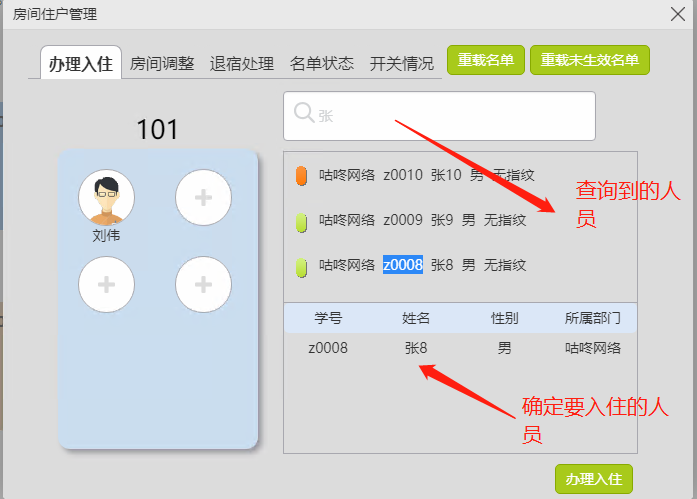 房间住户管理
办理入住 房间调整 退宿处理 名单状态 开关情况 重载名单 重载未生效名单
101
张
刘伟
咕咚网络 z0010 张10 男 无指纹
咕咚网络 z0009 张9 男 无指纹
咕咚网络 z0008 张8 男 无指纹
查询到的人
员
学号 姓名 性别 所属部门
z0008 张8 男 咕咚网络
确定要入住的人
员
办理入住